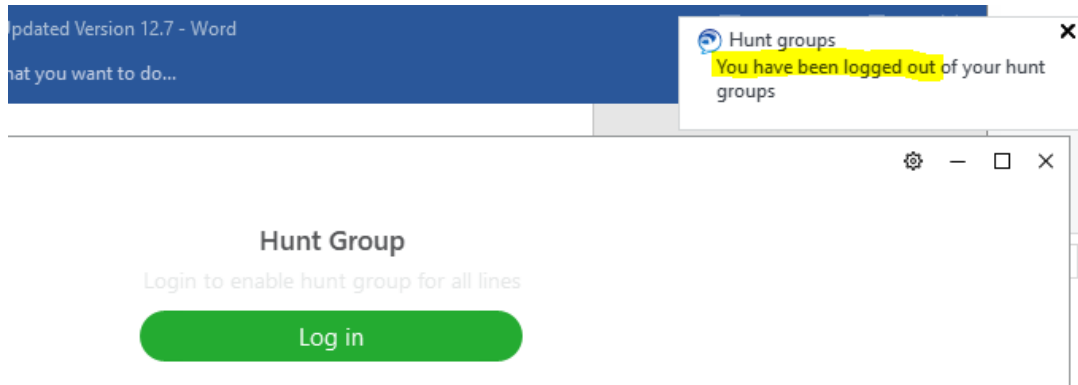 Updated Version 12.7 - Word
hat you want to do...
Hunt groups
You have been logged out of your hunt
groups
Hunt Group
Login to enable hunt group for all lines
Log in